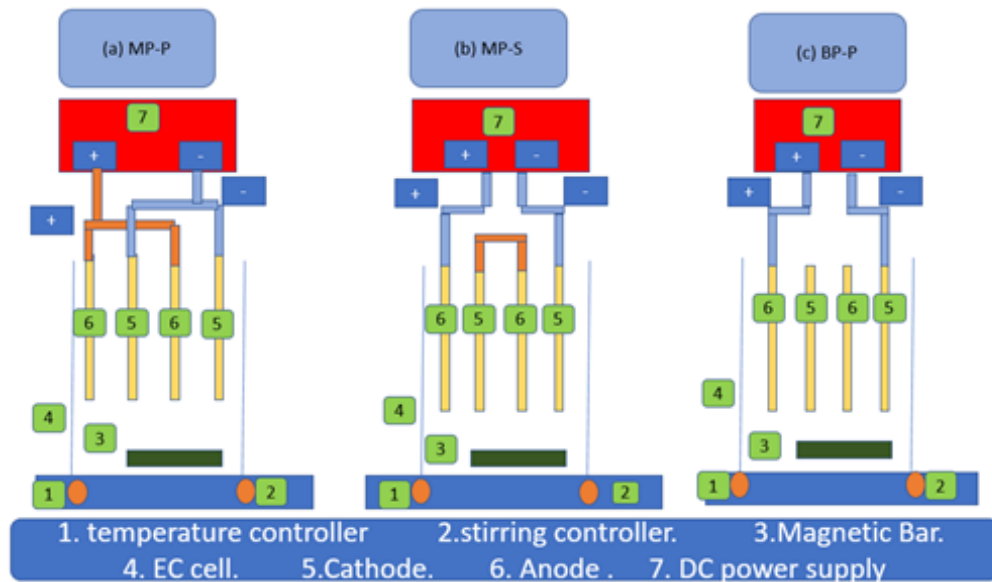 (a) MP-P (b) MP-S (c) BP-P
7 7 7
+ - + - + -
- + - + -
+
6 5 6 5 6 5 6 5 6 5 6 5
4 4 4
3 3 3
1 2 1 2 1 2
1. temperature controller 2.stirring controller. 3.Magnetic Bar.
4. EC cell. 5.Cathode. 6. Anode . 7. DC power supply